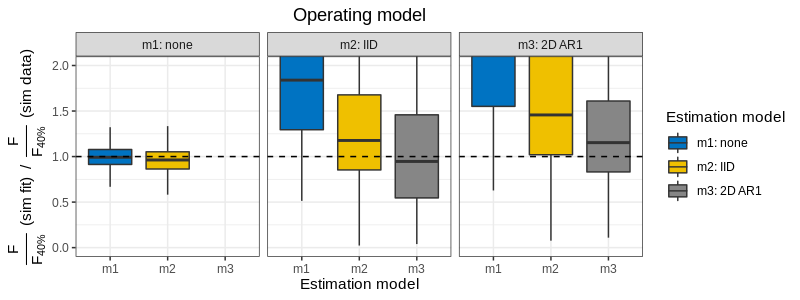 Operating model
m1: none
m2: IID
m3: 2D AR1
F/F40% (sim fit) / F/F40% (sim data)
2.0
1.5
1.0
0.5
0.0
m1 m2 m3
m1 m2 m3
m1 m2 m3
Estimation model
Estimation model
m1: none
m2: IID
m3: 2D AR1